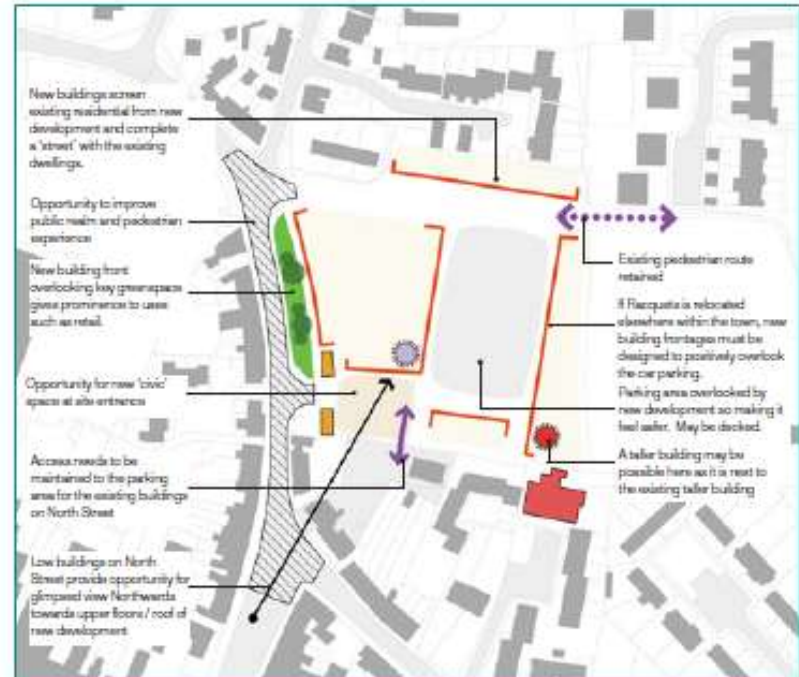 New buildings screen
existing residential from new
development and complete
a 'street' with the existing
dwellings.
Opportunity to improve
public realm and pedestrian
experience
New building front
overlooking key greenspace
gives prominence to uses
such as retail.
Opportunity for new 'civic'
space at site entrance
Access needs to be
maintained to the parking
area for the existing buildings
on North Street
Low buildings on North
Street provide opportunity for
glimpsed view Northwards
towards upper floors / roof of
new development
Existing pedestrian route
retained
If Racquets is relocated
elsewhere within the town, new
building frontages must be
designed to positively overlook
the car parking.
Parking area overlooked by
new development so making it
feel safer. May be decked.
A taller building may be
possible here as it is next to
the existing taller building